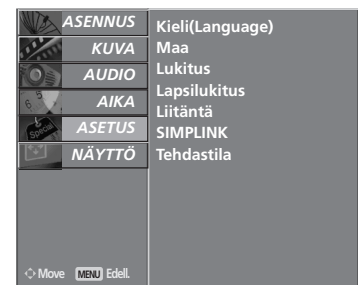 ASENNUS
KUVA
AUDIO
AIKA
ASETUS
NÄYTTÖ
Kieli(Language)
Maa
Lukitus
Lapsilukitus
Liitäntä
SIMPLINK
Tehdastila
Move MENU Edell.